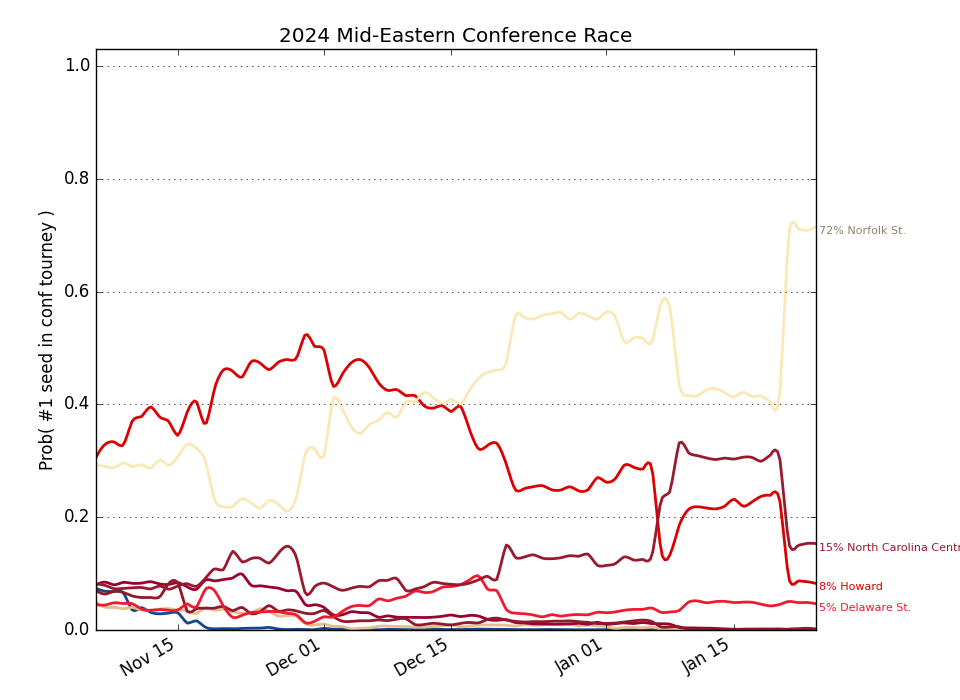 2024 Mid-Eastern Conference Race
Prob( #1 seed in conf tourney )
1.0
0.8
0.6
0.4
0.2
0.0
Nov 15
Dec 01
Dec 15
Jan 01
Jan 15
72% Norfolk St.
15% North Carolina Centr
8% Howard
5% Delaware St.